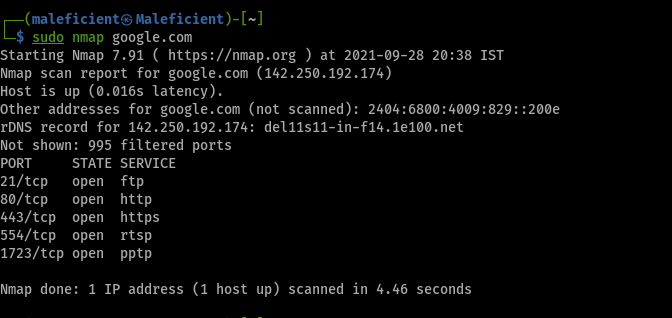 ┌──(maleficient㉿Maleficient)-[~]
└─$ sudo nmap google.com
Starting Nmap 7.91 ( https://nmap.org ) at 2021-09-28 20:38 IST
Nmap scan report for google.com (142.250.192.174)
Host is up (0.016s latency).
Other addresses for google.com (not scanned): 2404:6800:4009:829::200e
rDNS record for 142.250.192.174: del11s11-in-f14.1e100.net
Not shown: 995 filtered ports
PORT     STATE SERVICE
21/tcp   open  ftp
80/tcp   open  http
443/tcp  open  https
554/tcp  open  rtsp
1723/tcp open  pptp
Nmap done: 1 IP address (1 host up) scanned in 4.46 seconds